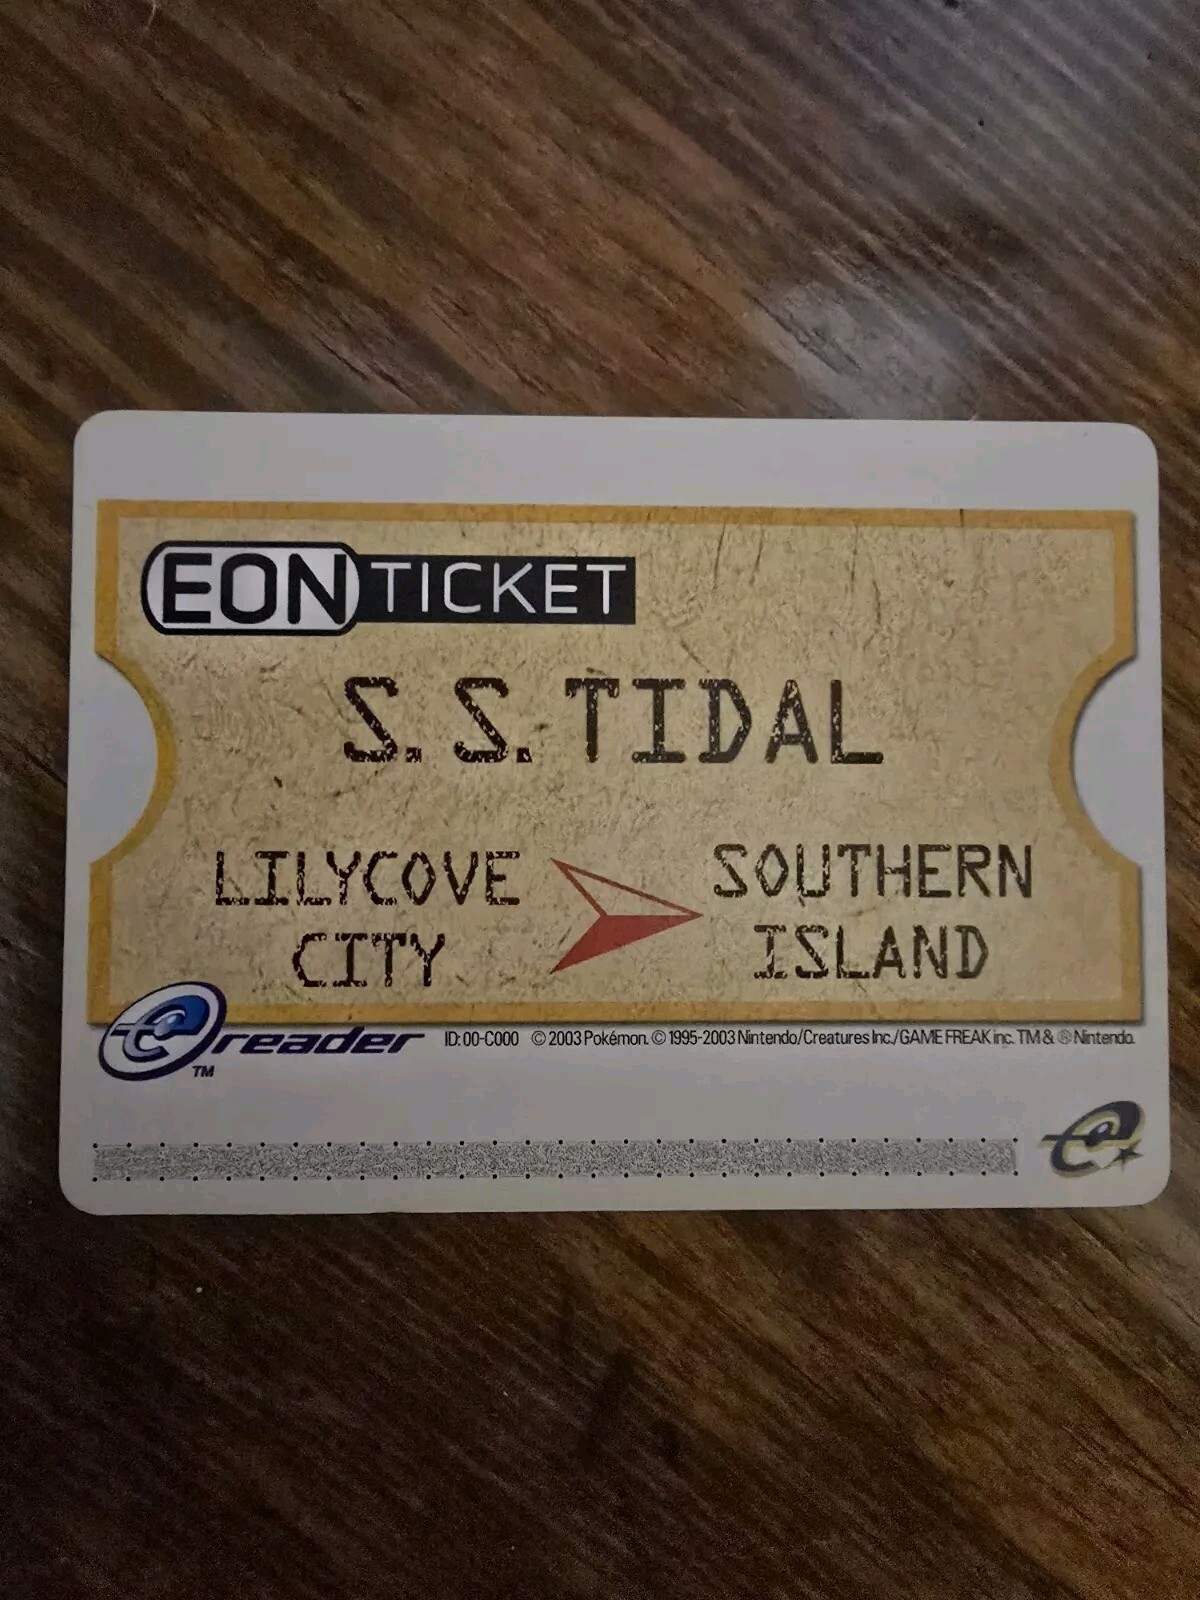 EON TICKET
S.S. TIDAL
LILYCOVE CITY
SOUTHERN ISLAND
e reader TM
ID: 00-C000 © 2003 Pokémon. © 1995-2003 Nintendo/Creatures Inc./GAME FREAK inc. TM & ® Nintendo.
e